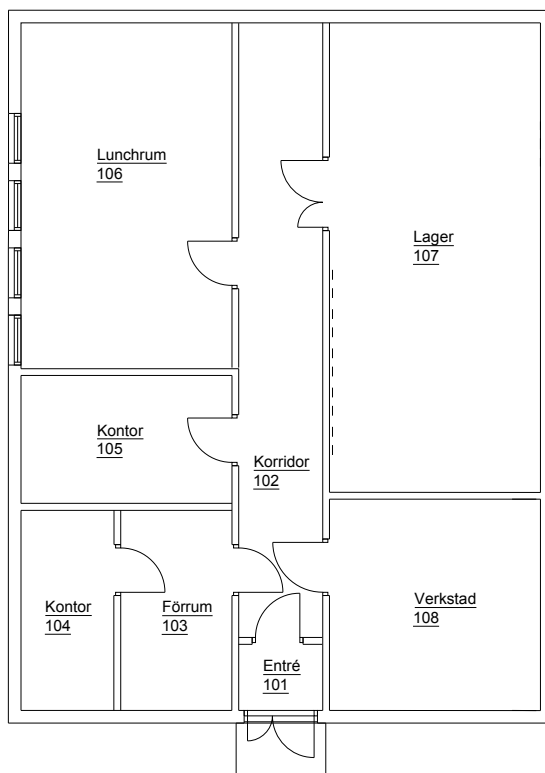 Lunchrum
106
Lager
107
Kontor
105
Korridor
102
Kontor
104
Förrum
103
Verkstad
108
Entré
101